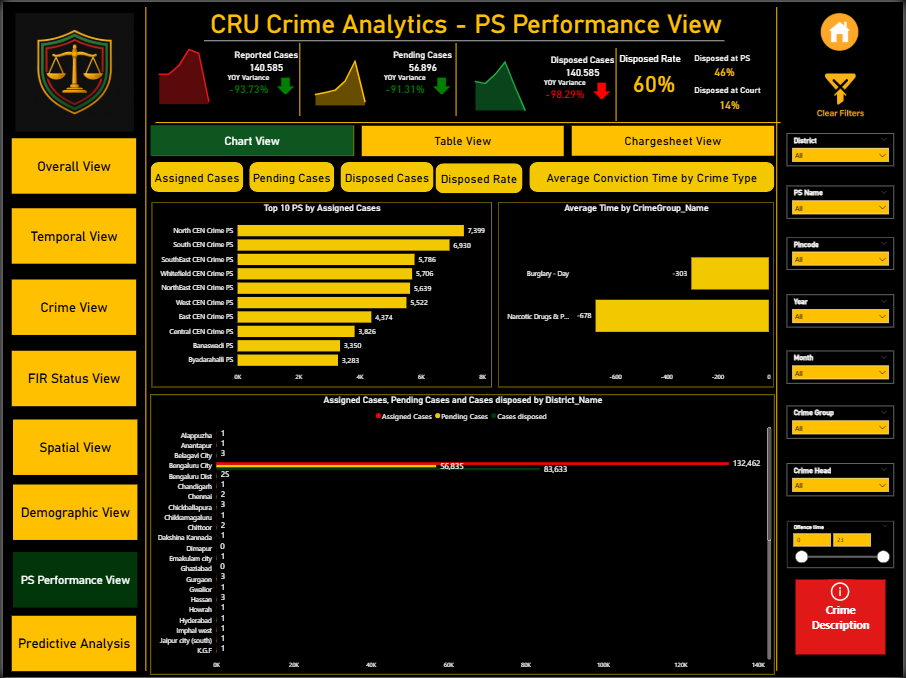 CRU Crime Analytics - PS Performance View
Reported Cases
140.585
YOY Variance
-93.73%
Pending Cases
56.896
YOY Variance
-91.31%
Disposed Cases
140.585
YOY Variance
-98.29%
Disposed Rate
60%
Disposed at PS
46%
Disposed at Court
14%
Clear Filters
Overall View
Temporal View
Crime View
FIR Status View
Spatial View
Demographic View
PS Performance View
Predictive Analysis
Chart View
Table View
Chargesheet View
Assigned Cases
Pending Cases
Disposed Cases
Disposed Rate
Average Conviction Time by Crime Type
Top 10 PS by Assigned Cases
North CEN Crime PS 7,399
South CEN Crime PS 6,930
SouthEast CEN Crime PS 5,786
Whitefield CEN Crime PS 5,706
NorthEast CEN Crime PS 5,639
West CEN Crime PS 5,522
East CEN Crime PS 4,374
Central CEN Crime PS 3,826
Banaswadi PS 3,350
Byadarahalli PS 3,283
0K 2K 4K 6K 8K
Average Time by CrimeGroup_Name
Burglary - Day -303
Narcotic Drugs & P... -678
-600 -400 -200 0
Assigned Cases, Pending Cases and Cases disposed by District_Name
Assigned Cases Pending Cases Cases disposed
Alappuzha 1
Anantapur 1
Belagavi City 3
Bengaluru City 132,462
56,835
83,633
Bengaluru Dist 25
Chandigarh 1
Chennai 2
Chickballapura 3
Chikkamagaluru 1
Chittoor 2
Dakshina Kannada 1
Dimapur 0
Ernakulam city 1
Ghaziabad 0
Gurgaon 3
Gwalior 1
Hassan 3
Howrah 1
Hyderabad 1
Imphal west 1
Jaipur city (south) 1
K.G.F 1
0K 20K 40K 60K 80K 100K 120K 140K
District
All
PS Name
All
Pincode
All
Year
All
Month
All
Crime Group
All
Crime Head
All
Offence time
0 23
Crime
Description